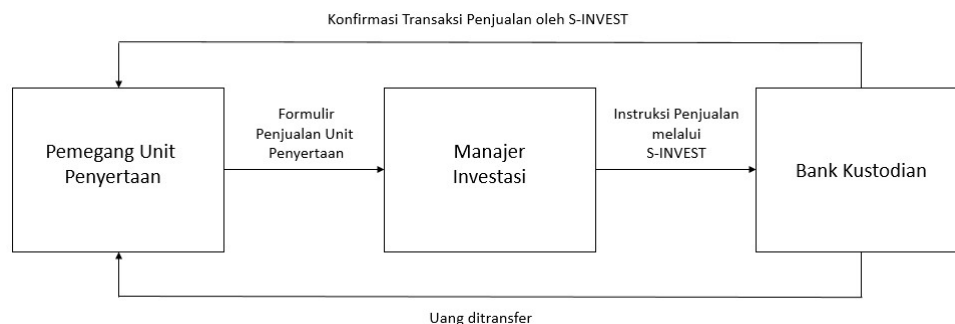 Konfirmasi Transaksi Penjualan oleh S-INVEST
Pemegang Unit
Penyertaan
Formulir
Penjualan Unit
Penyertaan
Manajer
Investasi
Instruksi Penjualan
melalui
S-INVEST
Bank Kustodian
Uang ditransfer